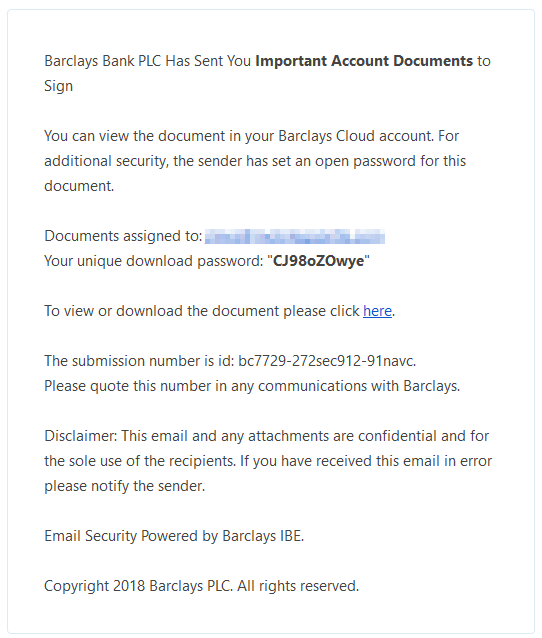 Barclays Bank PLC Has Sent You Important Account Documents to
Sign
You can view the document in your Barclays Cloud account. For
additional security, the sender has set an open password for this
document.
Documents assigned to:
Your unique download password: "CJ98oZOwye"
To view or download the document please click here.
The submission number is id: bc7729-272sec912-91navc.
Please quote this number in any communications with Barclays.
Disclaimer: This email and any attachments are confidential and for
the sole use of the recipients. If you have received this email in error
please notify the sender.
Email Security Powered by Barclays IBE.
Copyright 2018 Barclays PLC. All rights reserved.